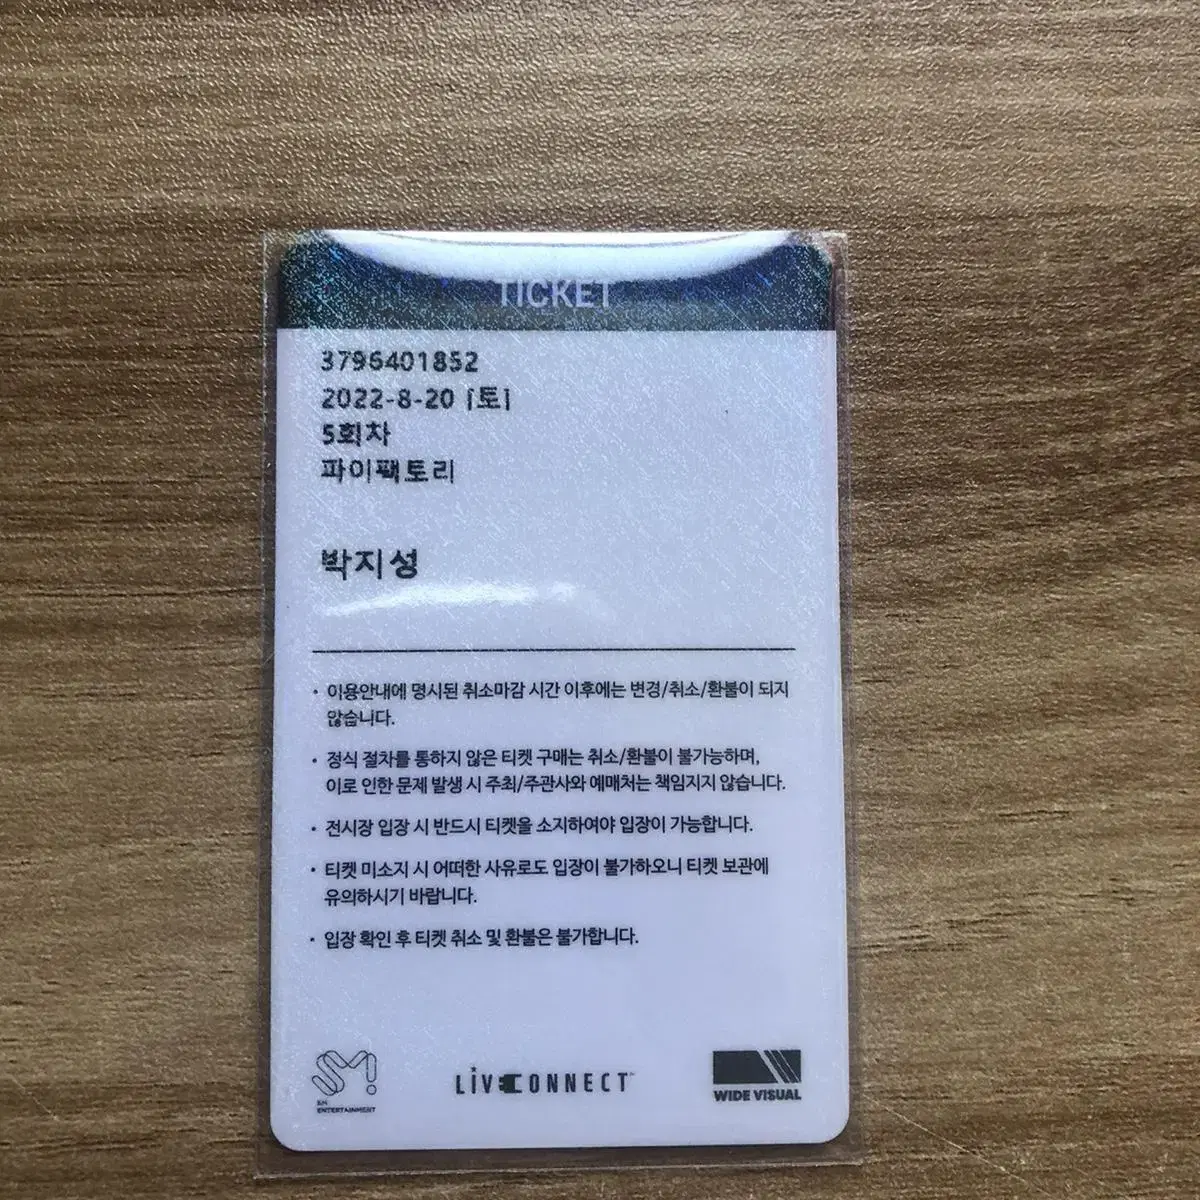 TICKET
3796401852
2022-8-20 [토]
5회차
파이팩토리
박지성
• 이용안내에 명시된 취소마감 시간 이후에는 변경/취소/환불이 되지
않습니다.
• 정식 절차를 통하지 않은 티켓 구매는 취소/환불이 불가능하며,
이로 인한 문제 발생 시 주최/주관사와 예매처는 책임지지 않습니다.
• 전시장 입장 시 반드시 티켓을 소지하여야 입장이 가능합니다.
• 티켓 미소지 시 어떠한 사유로도 입장이 불가하오니 티켓 보관에
유의하시기 바랍니다.
• 입장 확인 후 티켓 취소 및 환불은 불가합니다.
SM!
SM
ENTERTAINMENT
LIVECONNECT™
WIDE VISUAL